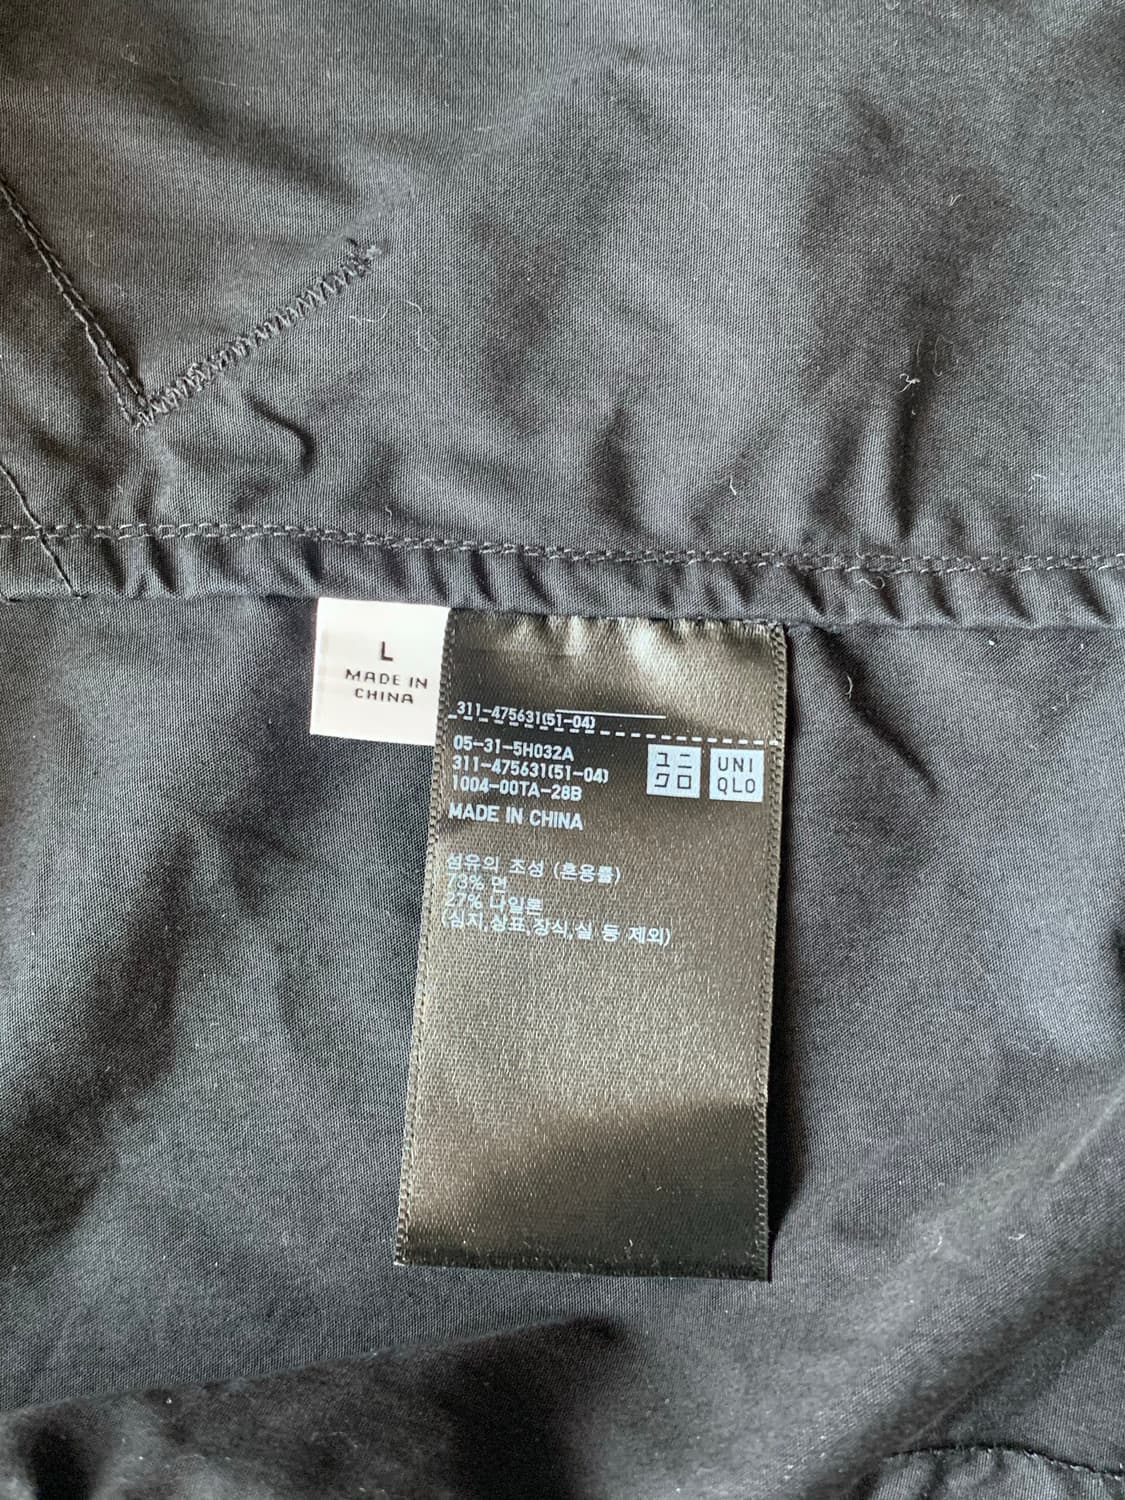 L
MADE IN
CHINA
311-475631(51-04)
05-31-5H032A
311-475631(51-04)
1004-00TA-28B
MADE IN CHINA
ユニ
クロ
UNI
QLO
섬유의 조성 (혼용률)
73% 면
27% 나일론
(심지,상표,장식,실 등 제외)